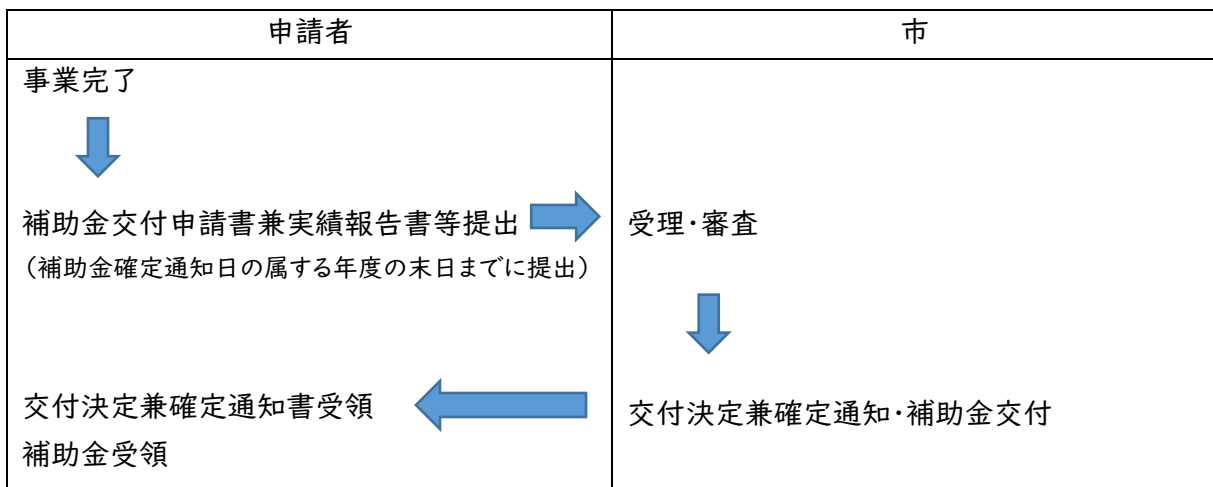 申請者
市
事業完了
補助金交付申請書兼実績報告書等提出
受理・審査
（補助金確定通知日の属する年度の末日までに提出）
交付決定兼確定通知書受領
交付決定兼確定通知・補助金交付
補助金受領